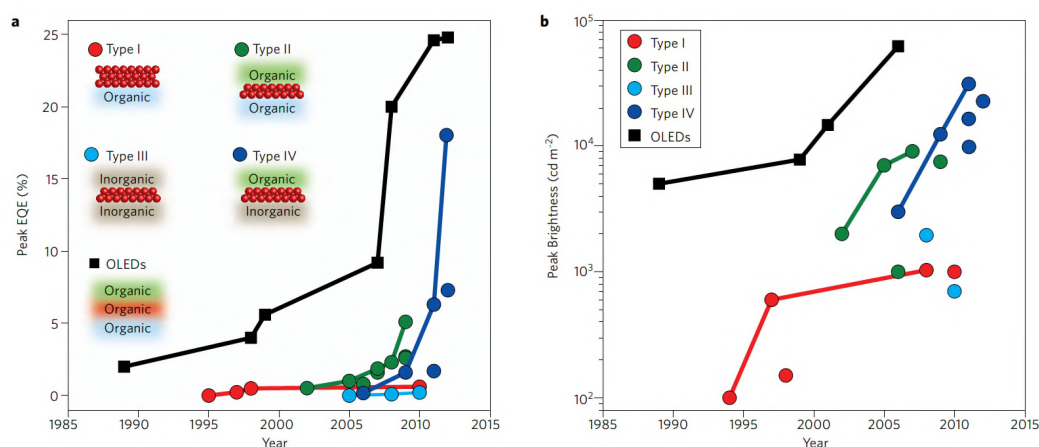 a
25
20
15
10
5
0
Peak EQE (%)
Type I
Organic
Type II
Organic
Organic
Type III
Inorganic
Inorganic
Type IV
Organic
Inorganic
OLEDs
Organic
Organic
Organic
1985 1990 1995 2000 2005 2010 2015
Year
b
10⁵
10⁴
10³
10²
Peak Brightness (cd m⁻²)
Type I
Type II
Type III
Type IV
OLEDs
1985 1990 1995 2000 2005 2010 2015
Year